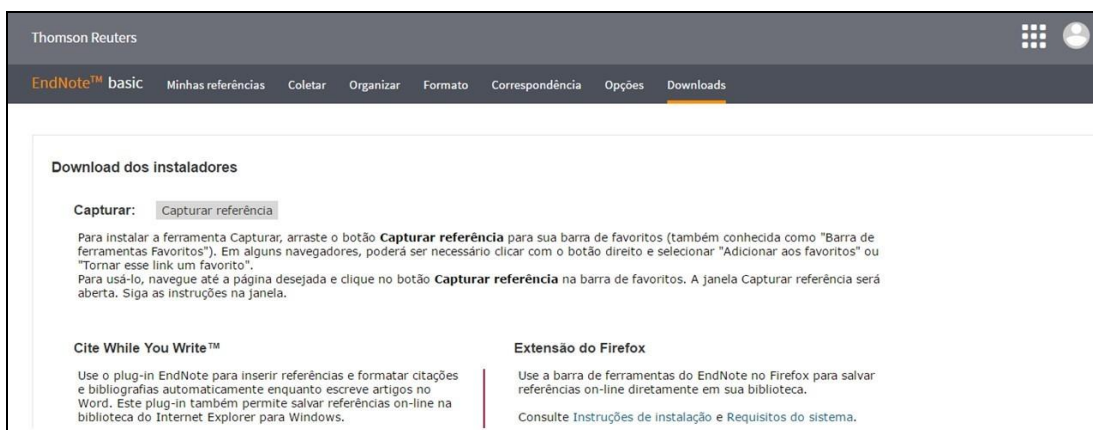 Thomson Reuters
EndNote™ basic Minhas referências Coletar Organizar Formato Correspondência Opções Downloads
Download dos instaladores
Capturar: Capturar referência
Para instalar a ferramenta Capturar, arraste o botão Capturar referência para sua barra de favoritos (também conhecida como "Barra de
ferramentas Favoritos"). Em alguns navegadores, poderá ser necessário clicar com o botão direito e selecionar "Adicionar aos favoritos" ou
"Tornar esse link um favorito".
Para usá-lo, navegue até a página desejada e clique no botão Capturar referência na barra de favoritos. A janela Capturar referência será
aberta. Siga as instruções na janela.
Cite While You Write™
Use o plug-in EndNote para inserir referências e formatar citações
e bibliografias automaticamente enquanto escreve artigos no
Word. Este plug-in também permite salvar referências on-line na
biblioteca do Internet Explorer para Windows.
Extensão do Firefox
Use a barra de ferramentas do EndNote no Firefox para salvar
referências on-line diretamente em sua biblioteca.
Consulte Instruções de instalação e Requisitos do sistema.